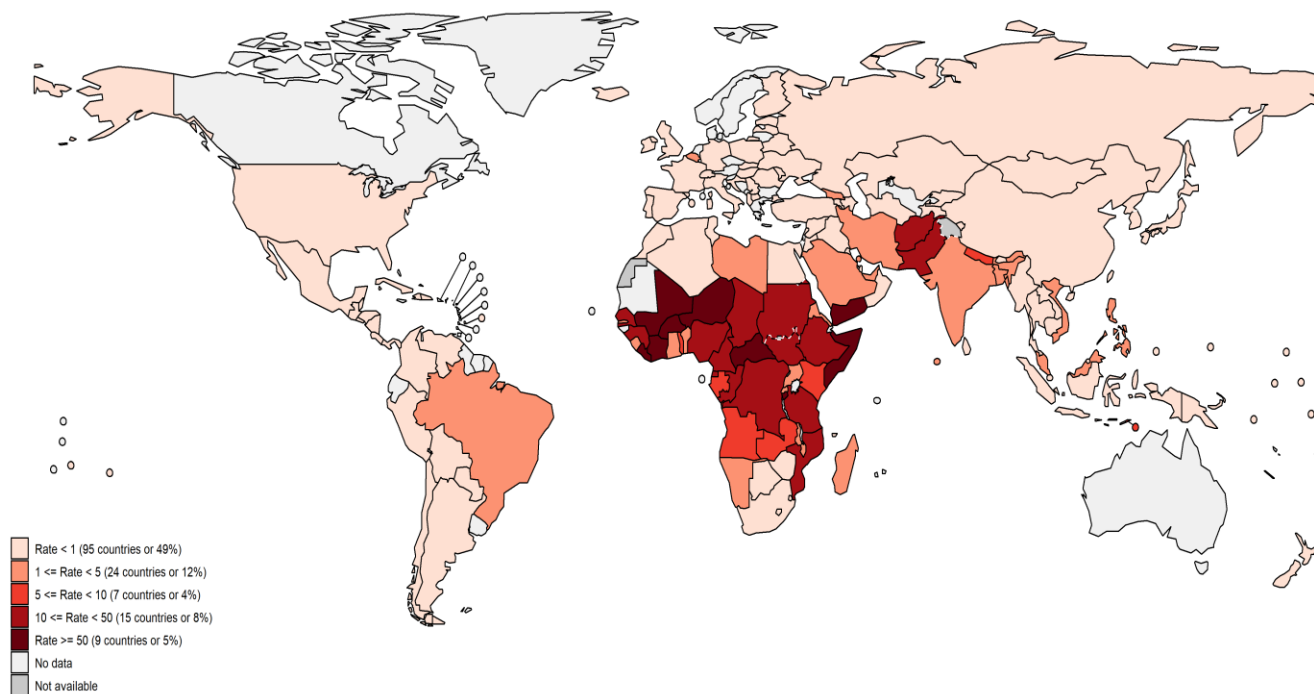 Rate < 1 (95 countries or 49%)
1 <= Rate < 5 (24 countries or 12%)
5 <= Rate < 10 (7 countries or 4%)
10 <= Rate < 50 (15 countries or 8%)
Rate >= 50 (9 countries or 5%)
No data
Not available